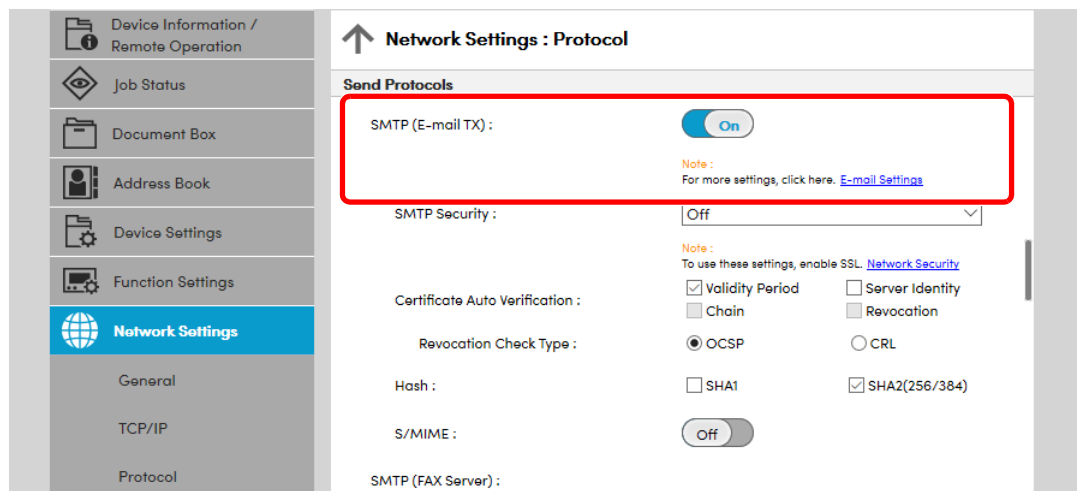 Device Information /
Remote Operation
Job Status
Document Box
Address Book
Device Settings
Function Settings
Network Settings
General
TCP/IP
Protocol
Network Settings : Protocol
Send Protocols
SMTP (E-mail TX) : On
Note :
For more settings, click here. E-mail Settings
SMTP Security : Off
Note :
To use these settings, enable SSL. Network Security
Certificate Auto Verification : Validity Period Server Identity
Chain Revocation
Revocation Check Type : OCSP CRL
Hash : SHA1 SHA2(256/384)
S/MIME : Off
SMTP (FAX Server) :